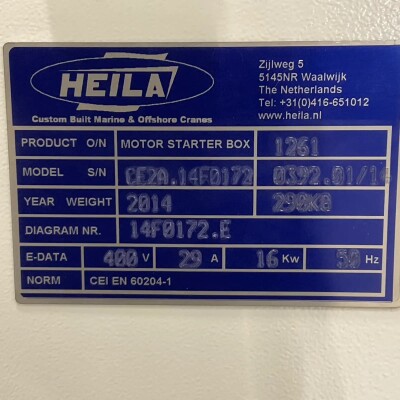 HEILA
Custom Built Marine & Offshore Cranes
Zijlweg 5
5145NR Waalwijk
The Netherlands
Tel: +31(0)416-651012
www.heila.nl
PRODUCT O/N MOTOR STARTER BOX 1261
MODEL S/N CF2A.14F0172 0392.01/14
YEAR WEIGHT 2014 290KG
DIAGRAM NR. 14F0172.E
E-DATA 400 V 29 A 16 Kw 50 Hz
NORM CEI EN 60204-1